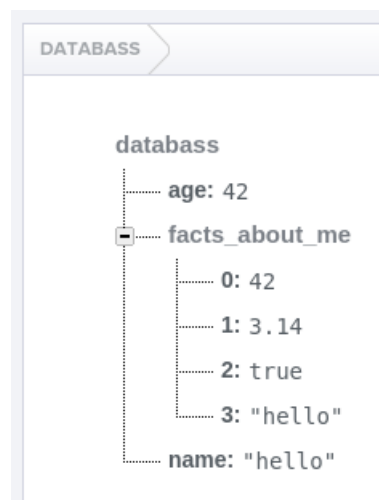 DATABASS
databass
age: 42
facts_about_me
0: 42
1: 3.14
2: true
3: "hello"
name: "hello"